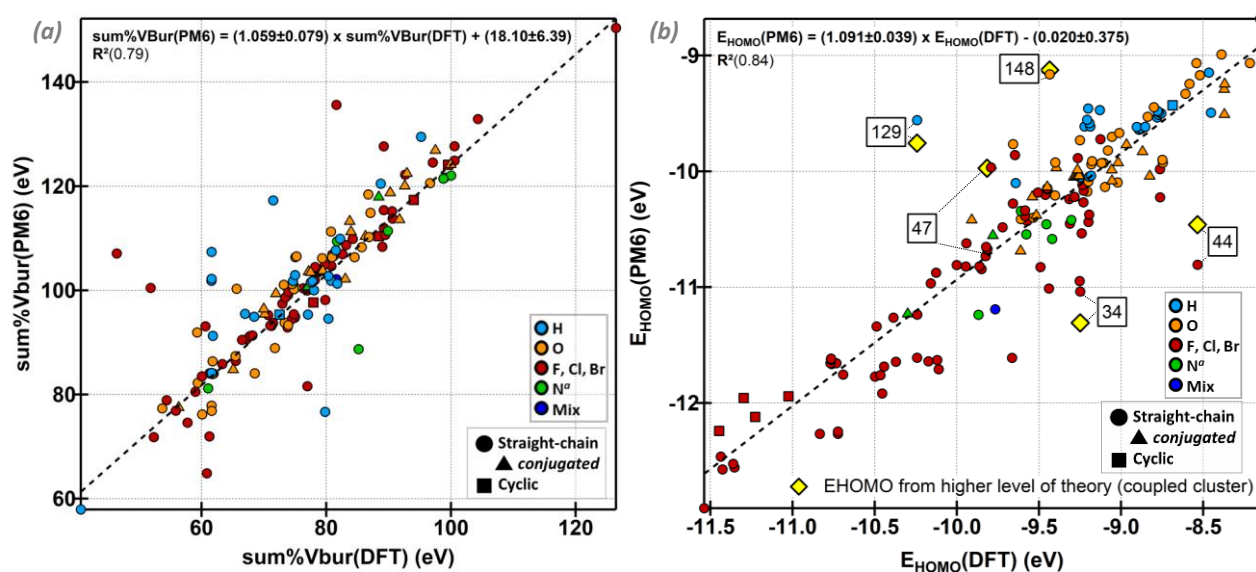 (a)
sum%VBur(PM6) = (1.059±0.079) x sum%VBur(DFT) + (18.10±6.39)
R²(0.79)
sum%Vbur(PM6) (eV)
140
120
100
80
60
H
O
F, Cl, Br
Nᵃ
Mix
Straight-chain
conjugated
Cyclic
60 80 100 120
sum%Vbur(DFT) (eV)
(b)
E_HOMO(PM6) = (1.091±0.039) x E_HOMO(DFT) - (0.020±0.375)
R²(0.84)
E_HOMO(PM6) (eV)
-9
-10
-11
-12
148
129
47
44
34
H
O
F, Cl, Br
Nᵃ
Mix
Straight-chain
conjugated
Cyclic
EHOMO from higher level of theory (coupled cluster)
-11.5 -11.0 -10.5 -10.0 -9.5 -9.0 -8.5
E_HOMO(DFT) (eV)